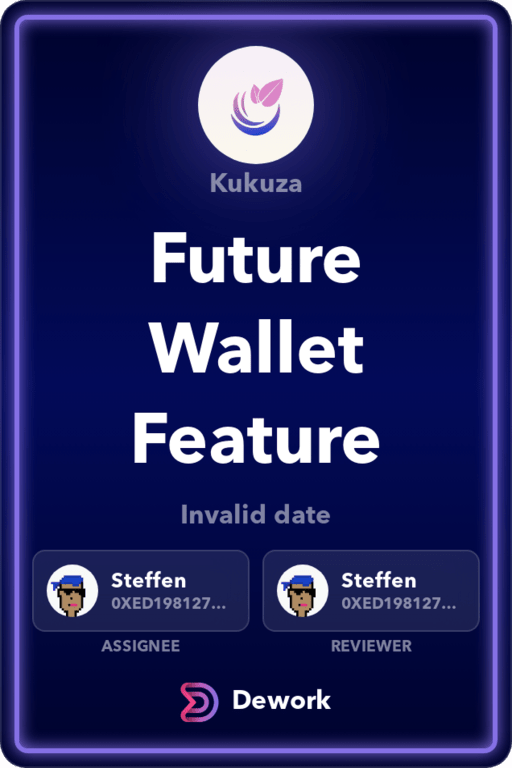 Kukuza
Future
Wallet
Feature
Invalid date
Steffen
0XED198127...
ASSIGNEE
Steffen
0XED198127...
REVIEWER
Dework